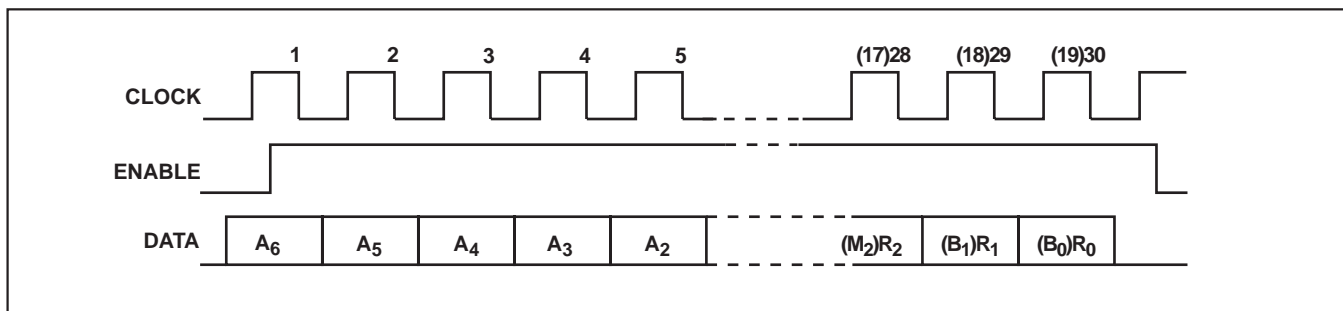 1 2 3 4 5 (17)28 (18)29 (19)30
CLOCK
ENABLE
DATA A6 A5 A4 A3 A2 (M2)R2 (B1)R1 (B0)R0